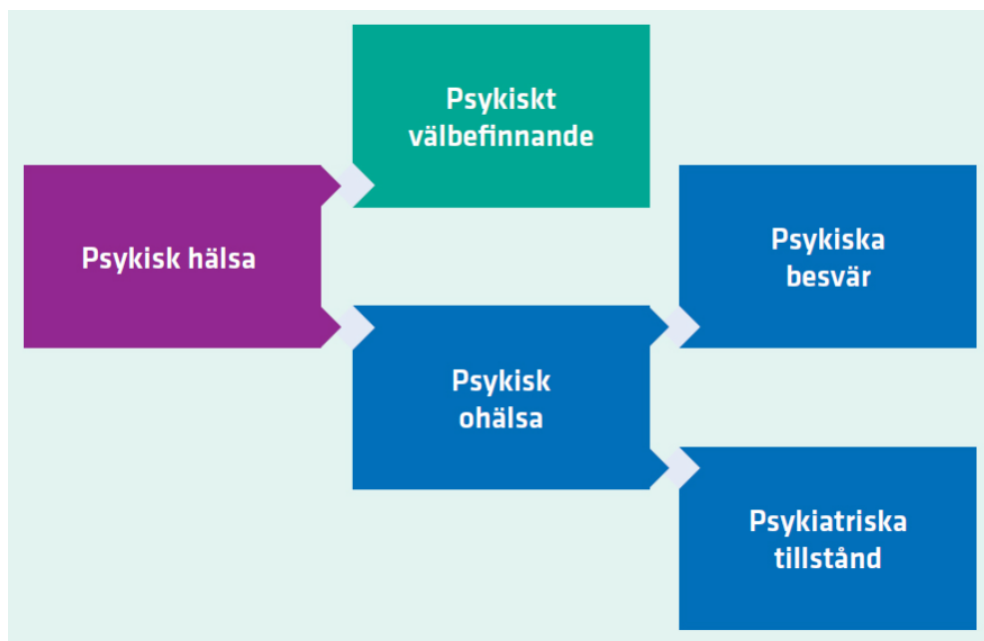 Psykiskt
välbefinnande
Psykisk hälsa
Psykiska
besvär
Psykisk
ohälsa
Psykiatriska
tillstånd